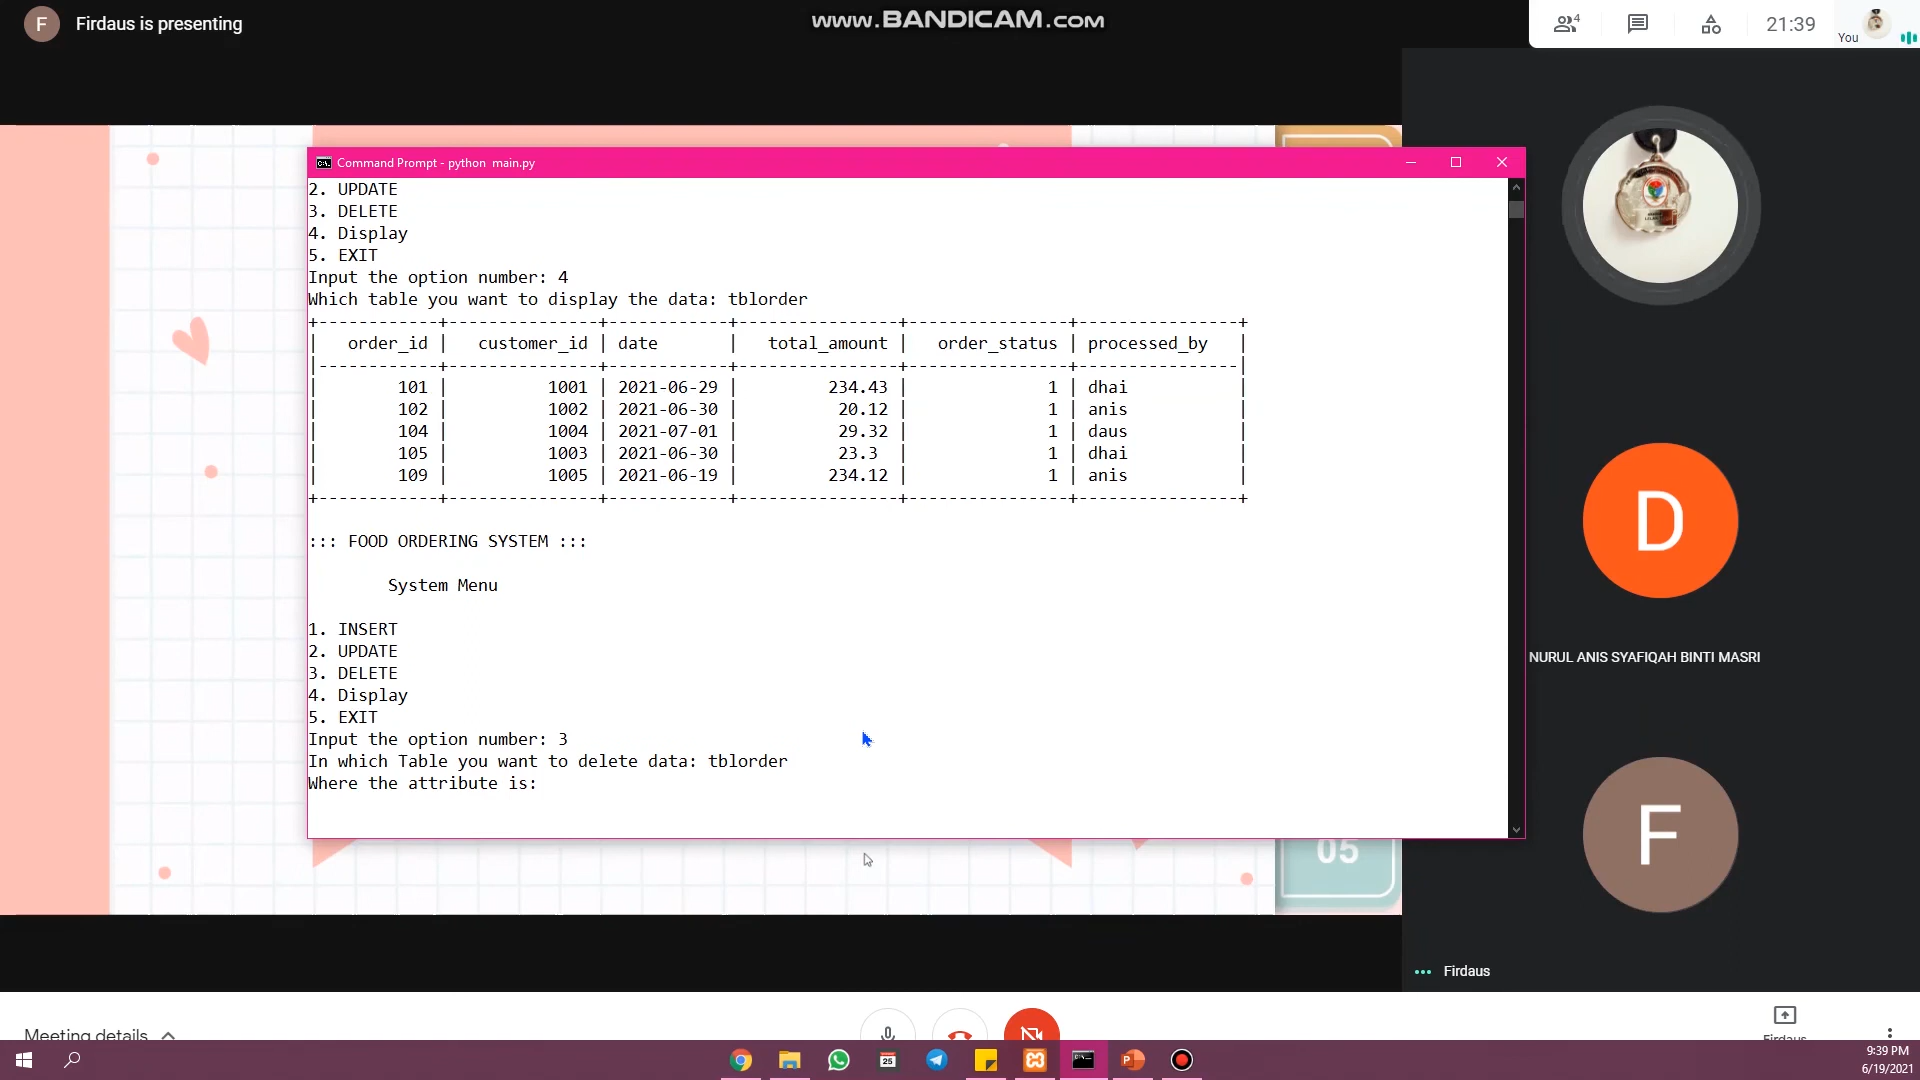 F Firdaus is presenting
www.BANDICAM.com
4
21:39
You
Command Prompt - python  main.py
2. UPDATE
3. DELETE
4. Display
5. EXIT
Input the option number: 4
Which table you want to display the data: tblorder
+------------+---------------+------------+----------------+----------------+----------------+
|   order_id |   customer_id | date       |   total_amount |   order_status | processed_by   |
|------------+---------------+------------+----------------+----------------+----------------|
|        101 |          1001 | 2021-06-29 |         234.43 |              1 | dhai           |
|        102 |          1002 | 2021-06-30 |          20.12 |              1 | anis           |
|        104 |          1004 | 2021-07-01 |          29.32 |              1 | daus           |
|        105 |          1003 | 2021-06-30 |          23.3  |              1 | dhai           |
|        109 |          1005 | 2021-06-19 |         234.12 |              1 | anis           |
+------------+---------------+------------+----------------+----------------+----------------+
::: FOOD ORDERING SYSTEM :::
System Menu
1. INSERT
2. UPDATE
3. DELETE
4. Display
5. EXIT
Input the option number: 3
In which Table you want to delete data: tblorder
Where the attribute is:
05
D
NURUL ANIS SYAFIQAH BINTI MASRI
F
Firdaus
Meeting details
Firdaus
25
9:39 PM
6/19/2021